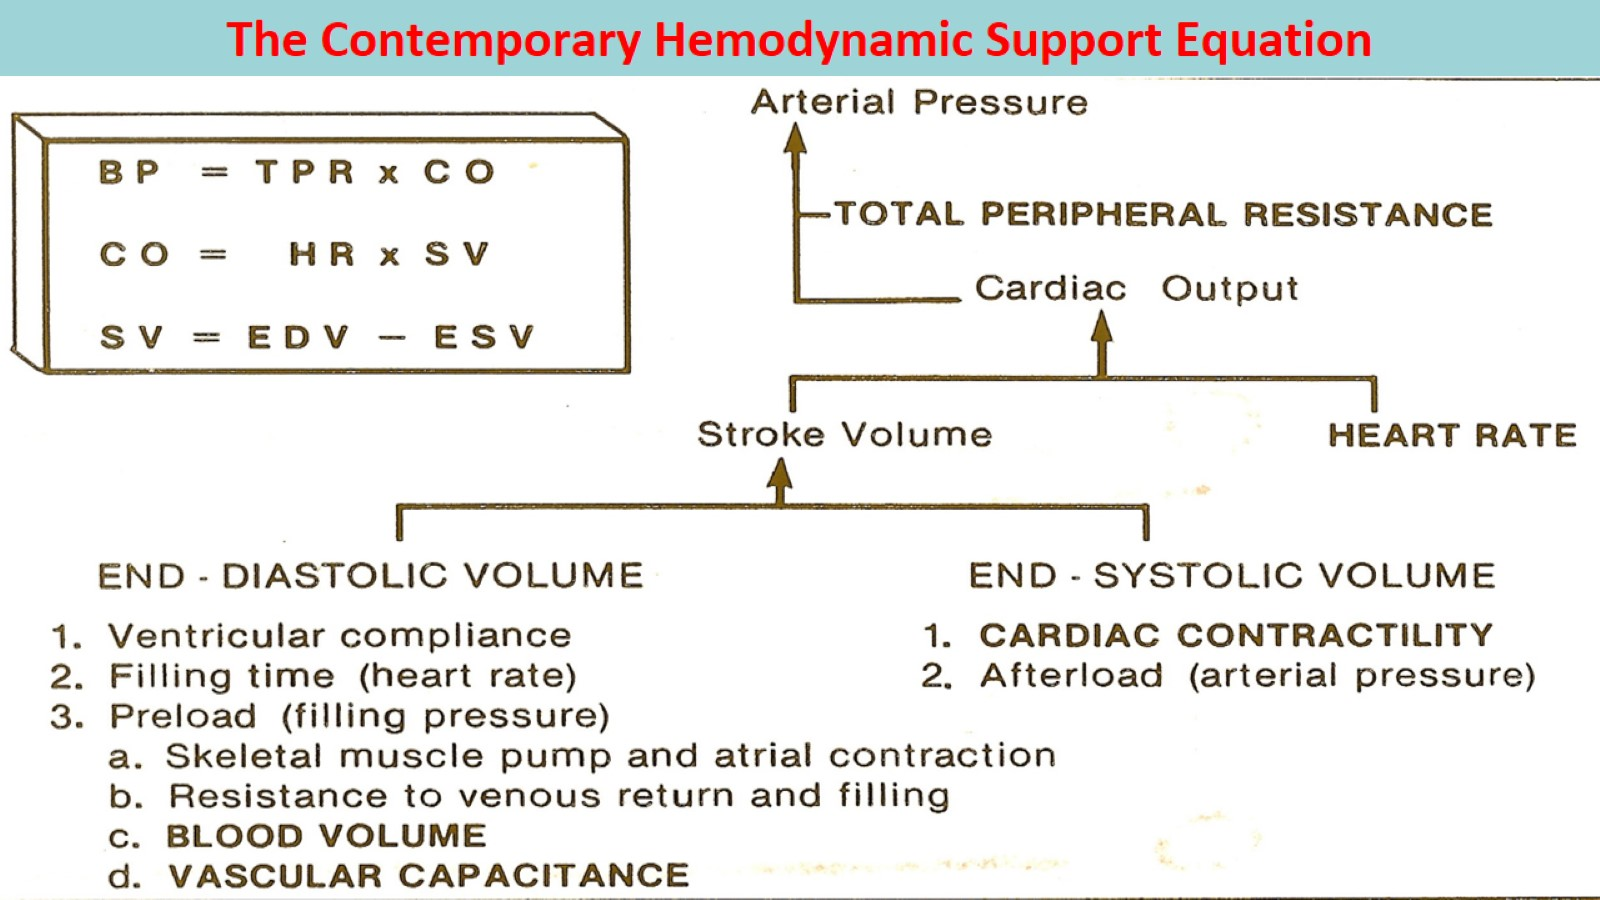 The Contemporary Hemodynamic Support Equation
BP = TPR x CO
CO = HR x SV
SV = EDV – ESV
Arterial Pressure
TOTAL PERIPHERAL RESISTANCE
Cardiac Output
Stroke Volume
HEART RATE
END - DIASTOLIC VOLUME
1. Ventricular compliance
2. Filling time (heart rate)
3. Preload (filling pressure)
a. Skeletal muscle pump and atrial contraction
b. Resistance to venous return and filling
c. BLOOD VOLUME
d. VASCULAR CAPACITANCE
END - SYSTOLIC VOLUME
1. CARDIAC CONTRACTILITY
2. Afterload (arterial pressure)